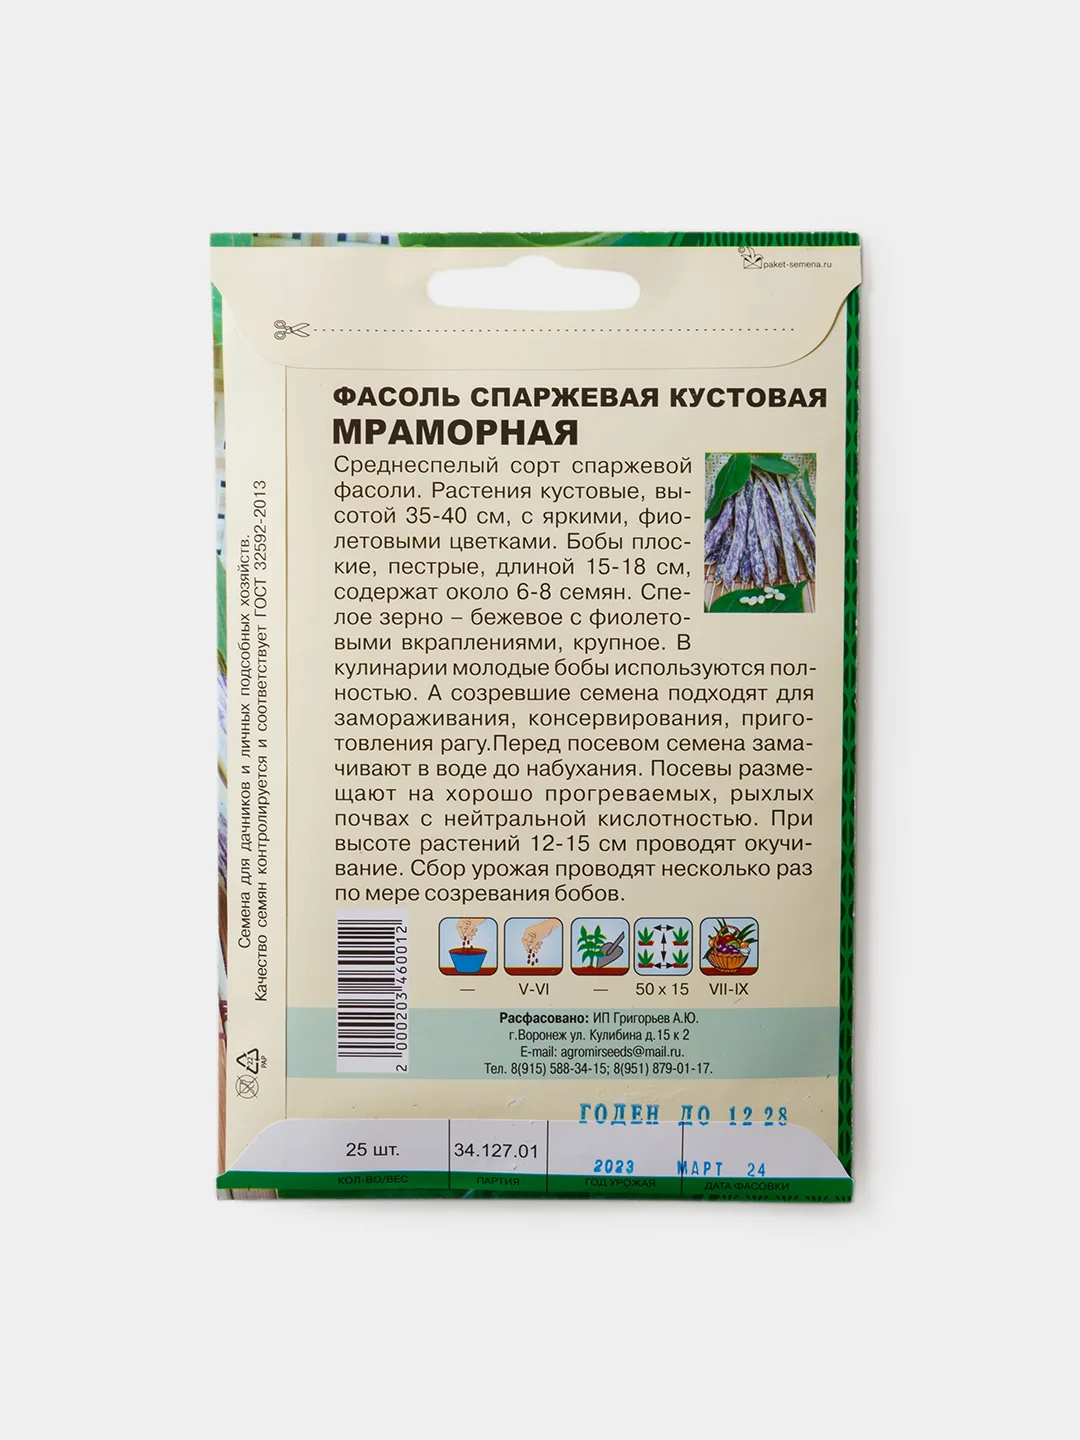 paket-semena.ru
ФАСОЛЬ СПАРЖЕВАЯ КУСТОВАЯ
МРАМОРНАЯ
Среднеспелый сорт спаржевой
фасоли. Растения кустовые, вы-
сотой 35-40 см, с яркими, фио-
летовыми цветками. Бобы плос-
кие, пестрые, длиной 15-18 см,
содержат около 6-8 семян. Спе-
лое зерно – бежевое с фиолето-
выми вкраплениями, крупное. В
кулинарии молодые бобы используются пол-
ностью. А созревшие семена подходят для
замораживания, консервирования, приго-
товления рагу.Перед посевом семена зама-
чивают в воде до набухания. Посевы разме-
щают на хорошо прогреваемых, рыхлых
почвах с нейтральной кислотностью. При
высоте растений 12-15 см проводят окучи-
вание. Сбор урожая проводят несколько раз
по мере созревания бобов.
Семена для дачников и личных подсобных хозяйств.
Качество семян контролируется и соответствует ГОСТ 32592-2013
2 000203 460012
— V-VI — 50 x 15 VII-IX
Расфасовано: ИП Григорьев А.Ю.
г.Воронеж ул. Кулибина д.15 к 2
E-mail: agromirseeds@mail.ru.
Тел. 8(915) 588-34-15; 8(951) 879-01-17.
22
PAP
ГОДЕН ДО 12 28
25 шт. 34.127.01 2023 МАРТ 24
КОЛ-ВО/ВЕС ПАРТИЯ ГОД УРОЖАЯ ДАТА ФАСОВКИ